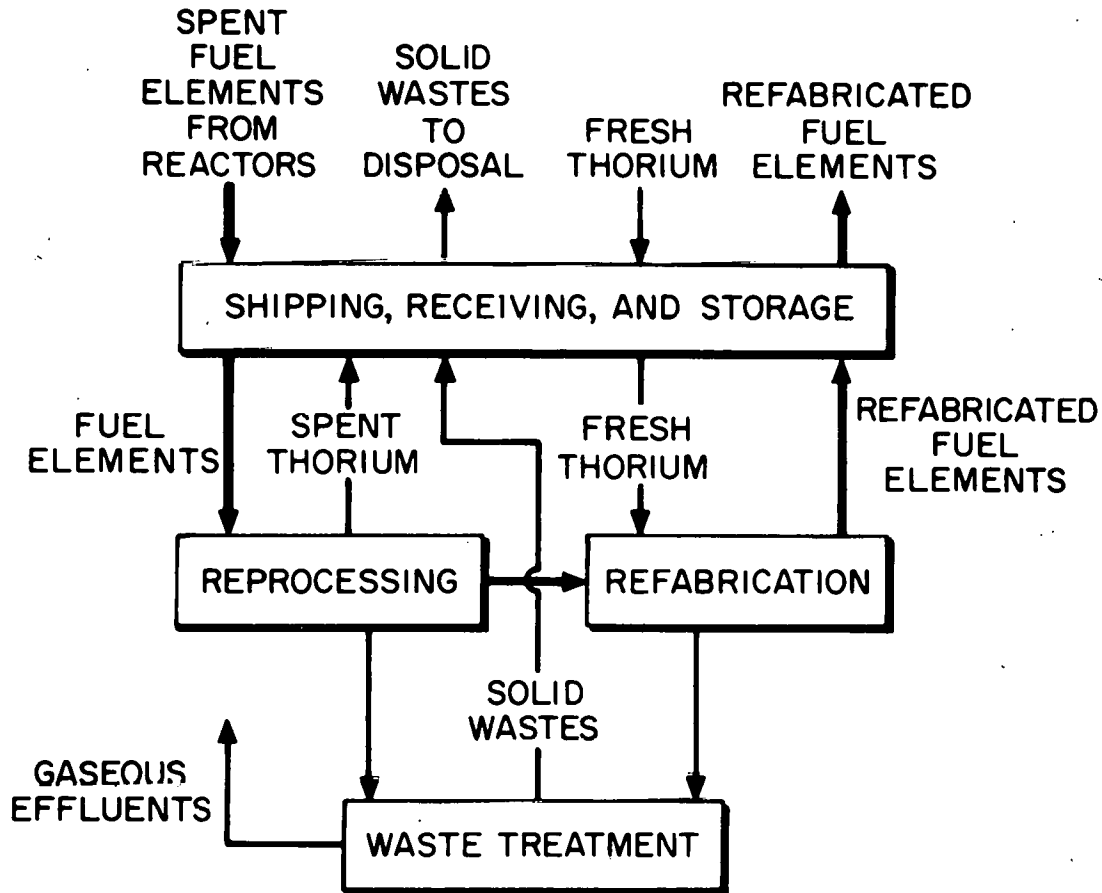 SPENT
FUEL
ELEMENTS
FROM
REACTORS
SOLID
WASTES
TO
DISPOSAL
FRESH
THORIUM
REFABRICATED
FUEL
ELEMENTS
SHIPPING, RECEIVING, AND STORAGE
FUEL
ELEMENTS
SPENT
THORIUM
FRESH
THORIUM
REFABRICATED
FUEL
ELEMENTS
REPROCESSING
REFABRICATION
SOLID
WASTES
GASEOUS
EFFLUENTS
WASTE TREATMENT